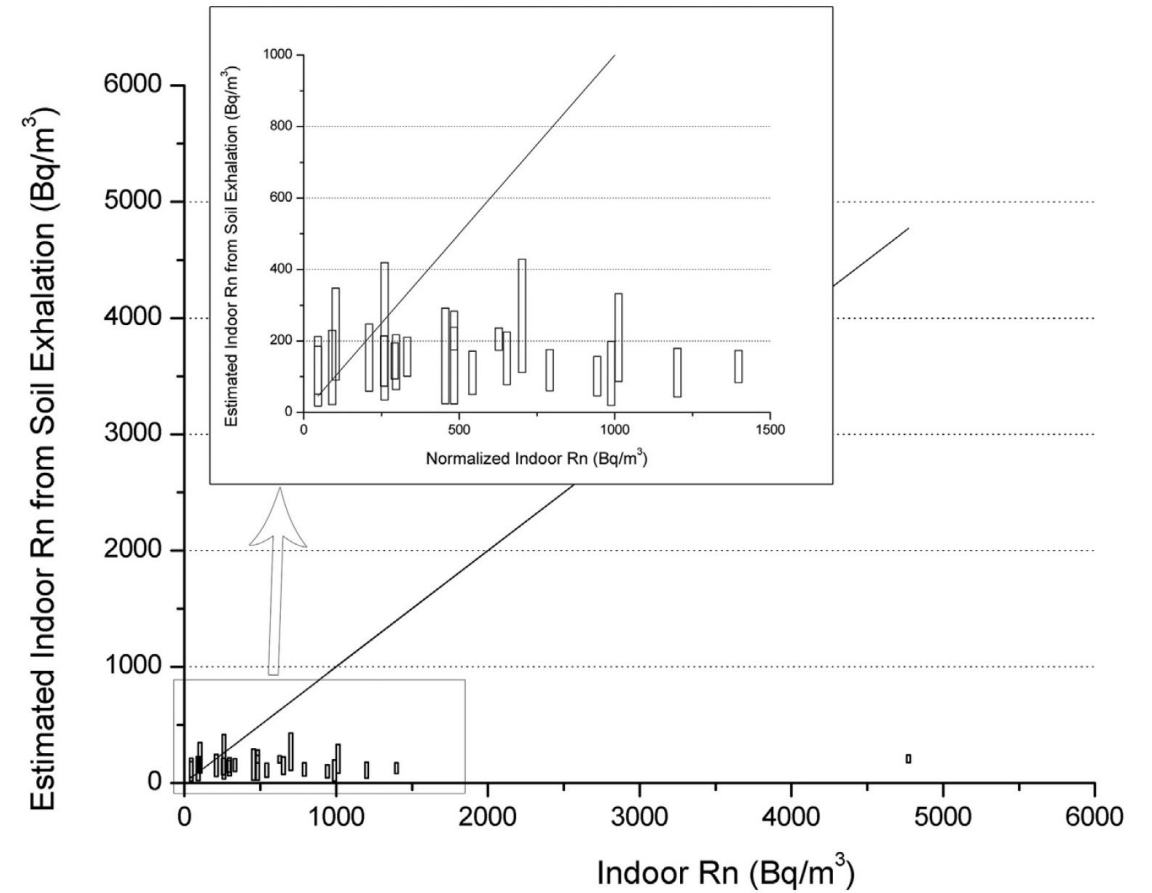 Estimated Indoor Rn from Soil Exhalation (Bq/m³)
6000
5000
4000
3000
2000
1000
0
0 1000 2000 3000 4000 5000 6000
Indoor Rn (Bq/m³)
Estimated Indoor Rn from Soil Exhalation (Bq/m³)
1000
800
600
400
200
0
0 500 1000 1500
Normalized Indoor Rn (Bq/m³)